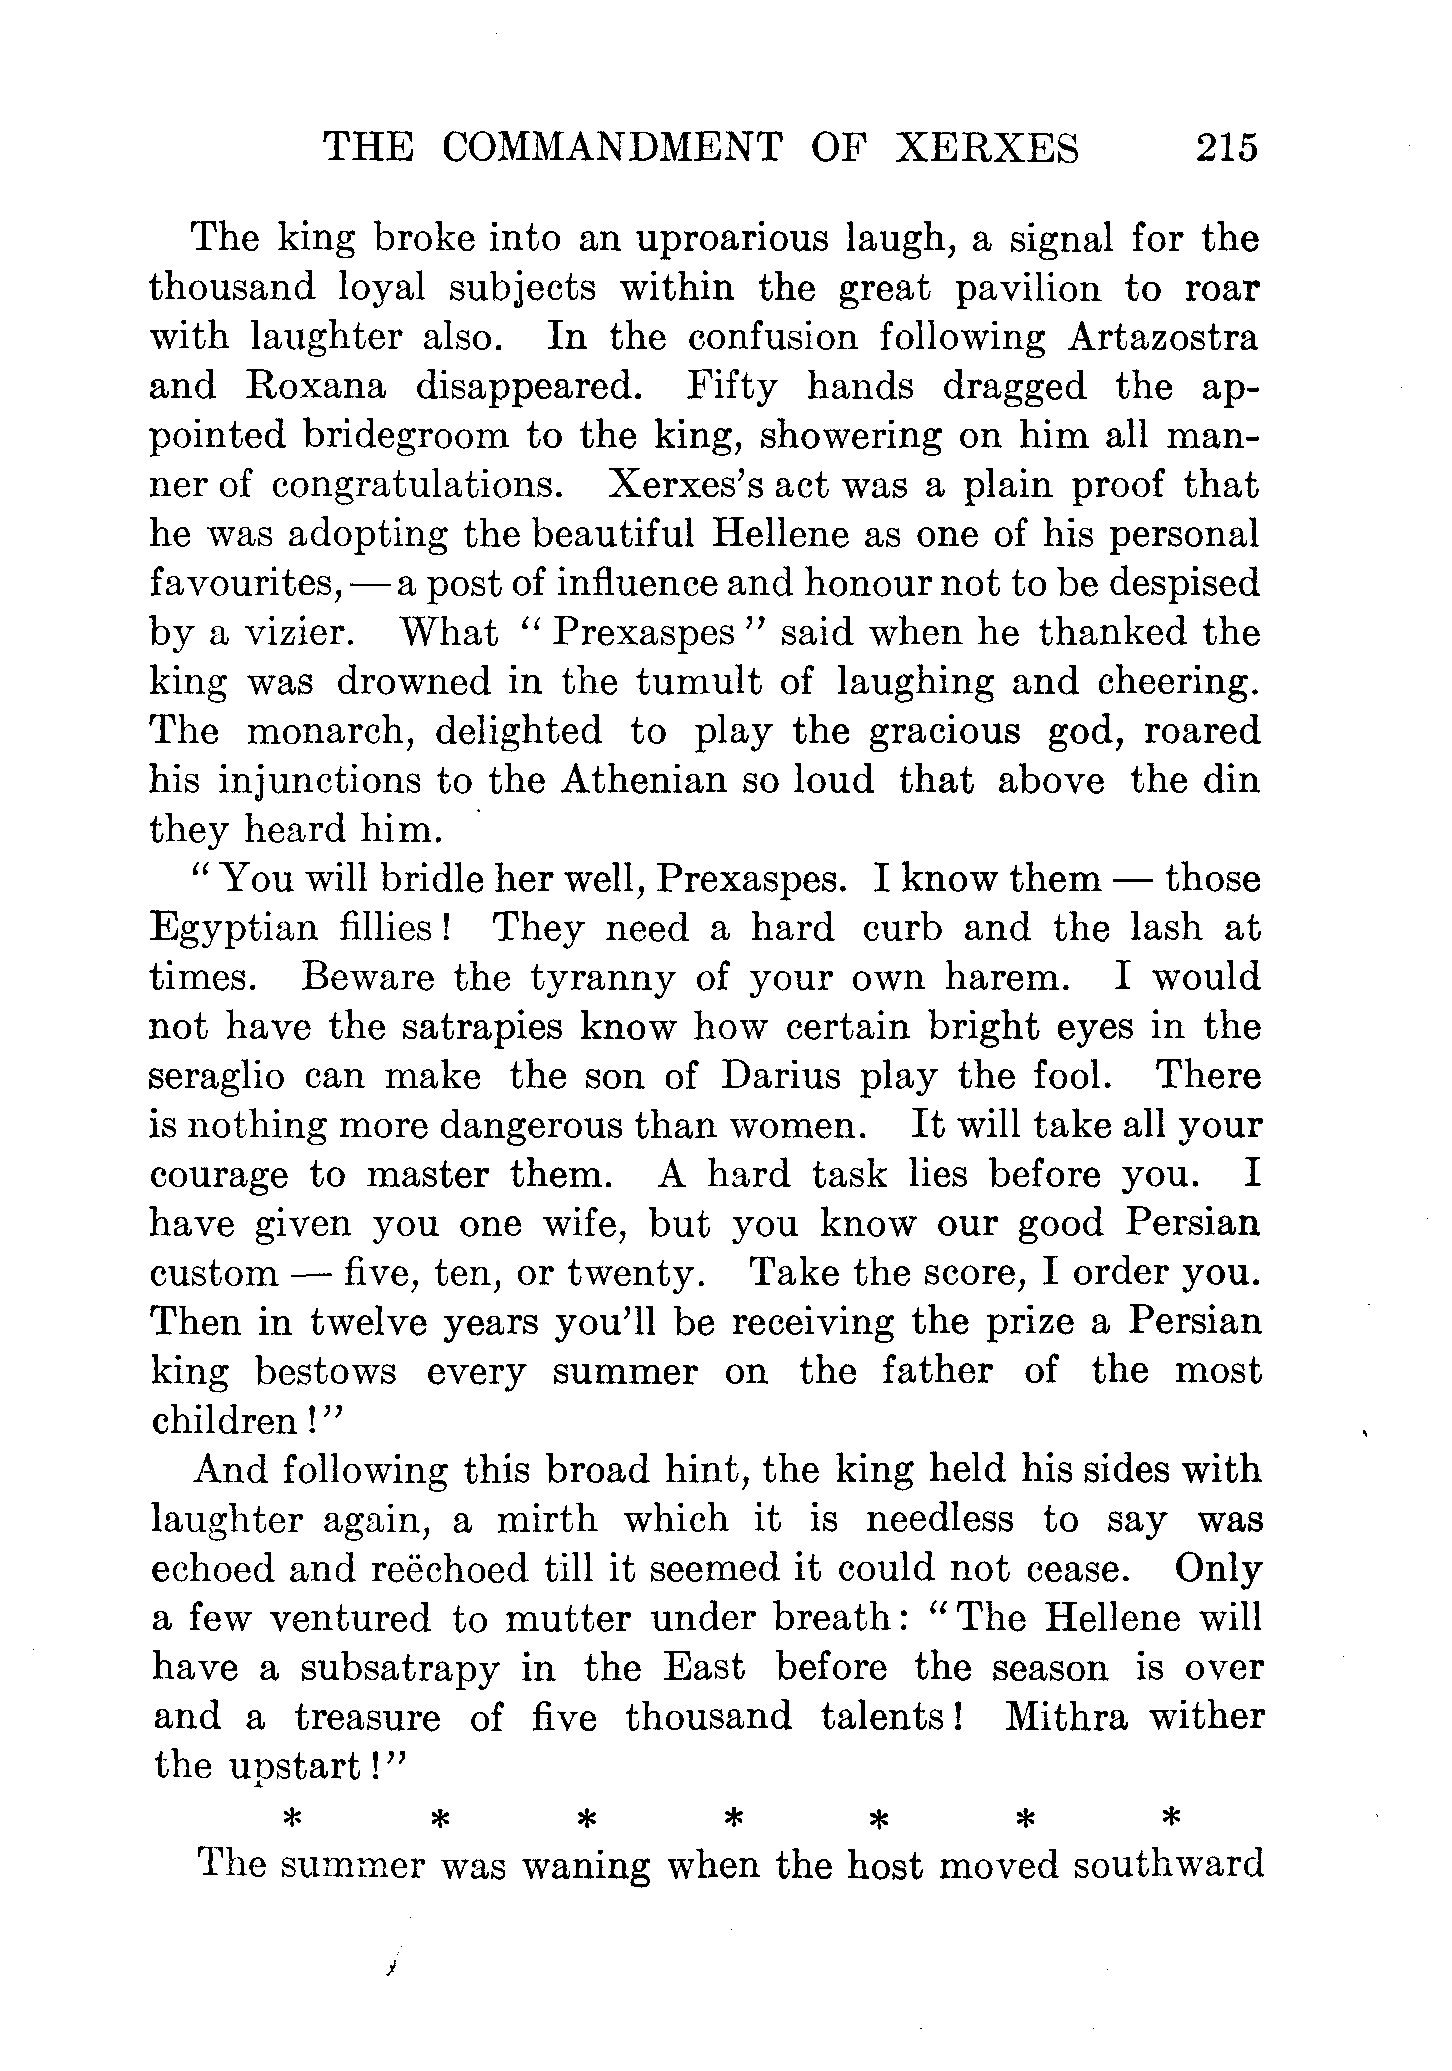 THE COMMANDMENT OF XERXES 215
The king broke into an uproarious laugh, a signal for the
thousand loyal subjects within the great pavilion to roar
with laughter also. In the confusion following Artazostra
and Roxana disappeared. Fifty hands dragged the ap-
pointed bridegroom to the king, showering on him all man-
ner of congratulations. Xerxes's act was a plain proof that
he was adopting the beautiful Hellene as one of his personal
favourites,—a post of influence and honour not to be despised
by a vizier. What "Prexaspes" said when he thanked the
king was drowned in the tumult of laughing and cheering.
The monarch, delighted to play the gracious god, roared
his injunctions to the Athenian so loud that above the din
they heard him.
"You will bridle her well, Prexaspes. I know them — those
Egyptian fillies! They need a hard curb and the lash at
times. Beware the tyranny of your own harem. I would
not have the satrapies know how certain bright eyes in the
seraglio can make the son of Darius play the fool. There
is nothing more dangerous than women. It will take all your
courage to master them. A hard task lies before you. I
have given you one wife, but you know our good Persian
custom — five, ten, or twenty. Take the score, I order you.
Then in twelve years you'll be receiving the prize a Persian
king bestows every summer on the father of the most
children!"
And following this broad hint, the king held his sides with
laughter again, a mirth which it is needless to say was
echoed and reëchoed till it seemed it could not cease. Only
a few ventured to mutter under breath: "The Hellene will
have a subsatrapy in the East before the season is over
and a treasure of five thousand talents! Mithra wither
the upstart!"
* * * * * * *
The summer was waning when the host moved southward